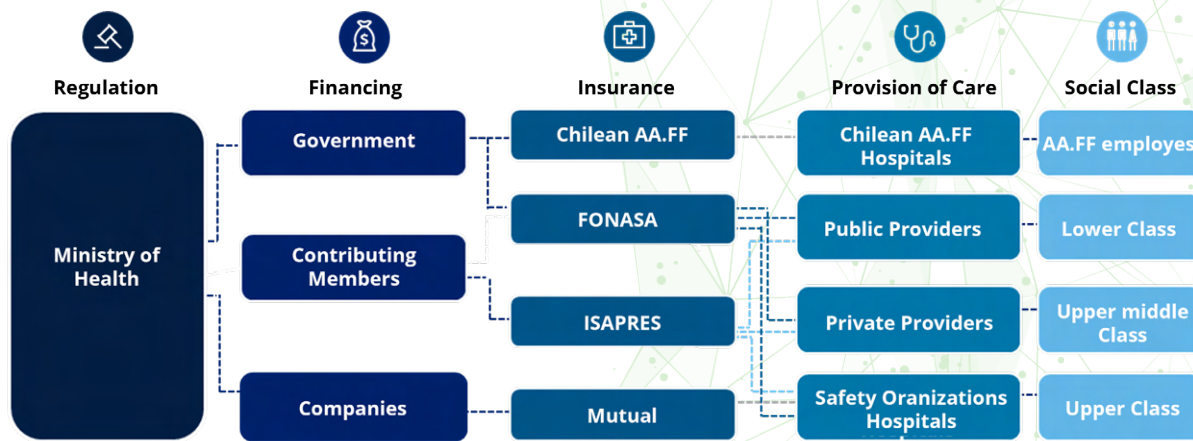 Regulation
Financing
Insurance
Provision of Care
Social Class
Ministry of
Health
Government
Contributing
Members
Companies
Chilean AA.FF
FONASA
ISAPRES
Mutual
Chilean AA.FF
Hospitals
Public Providers
Private Providers
Safety Oranizations
Hospitals
AA.FF employes
Lower Class
Upper middle
Class
Upper Class